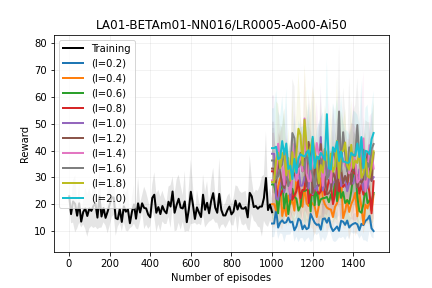 LA01-BETAm01-NN016/LR0005-Ao00-Ai50
80
70
60
50
40
30
20
10
Reward
Training
(l=0.2)
(l=0.4)
(l=0.6)
(l=0.8)
(l=1.0)
(l=1.2)
(l=1.4)
(l=1.6)
(l=1.8)
(l=2.0)
0 200 400 600 800 1000 1200 1400
Number of episodes